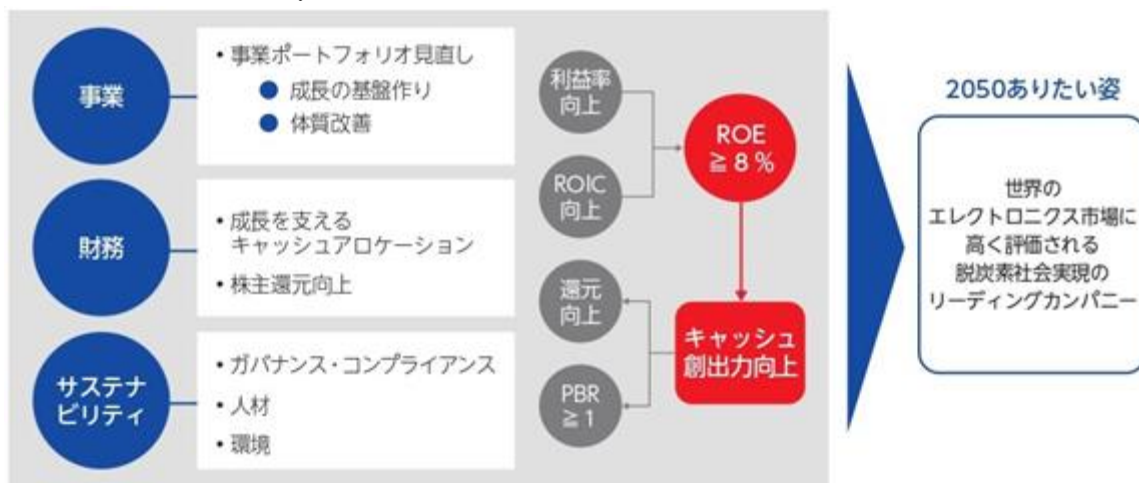 事業
• 事業ポートフォリオ見直し
● 成長の基盤作り
● 体質改善
財務
• 成長を支える
キャッシュアロケーション
• 株主還元向上
サステナ
ビリティ
• ガバナンス・コンプライアンス
• 人材
• 環境
利益率
向上
ROIC
向上
ROE
≧8%
還元
向上
PBR
≧1
キャッシュ
創出力向上
2050ありたい姿
世界の
エレクトロニクス市場に
高く評価される
脱炭素社会実現の
リーディングカンパニー